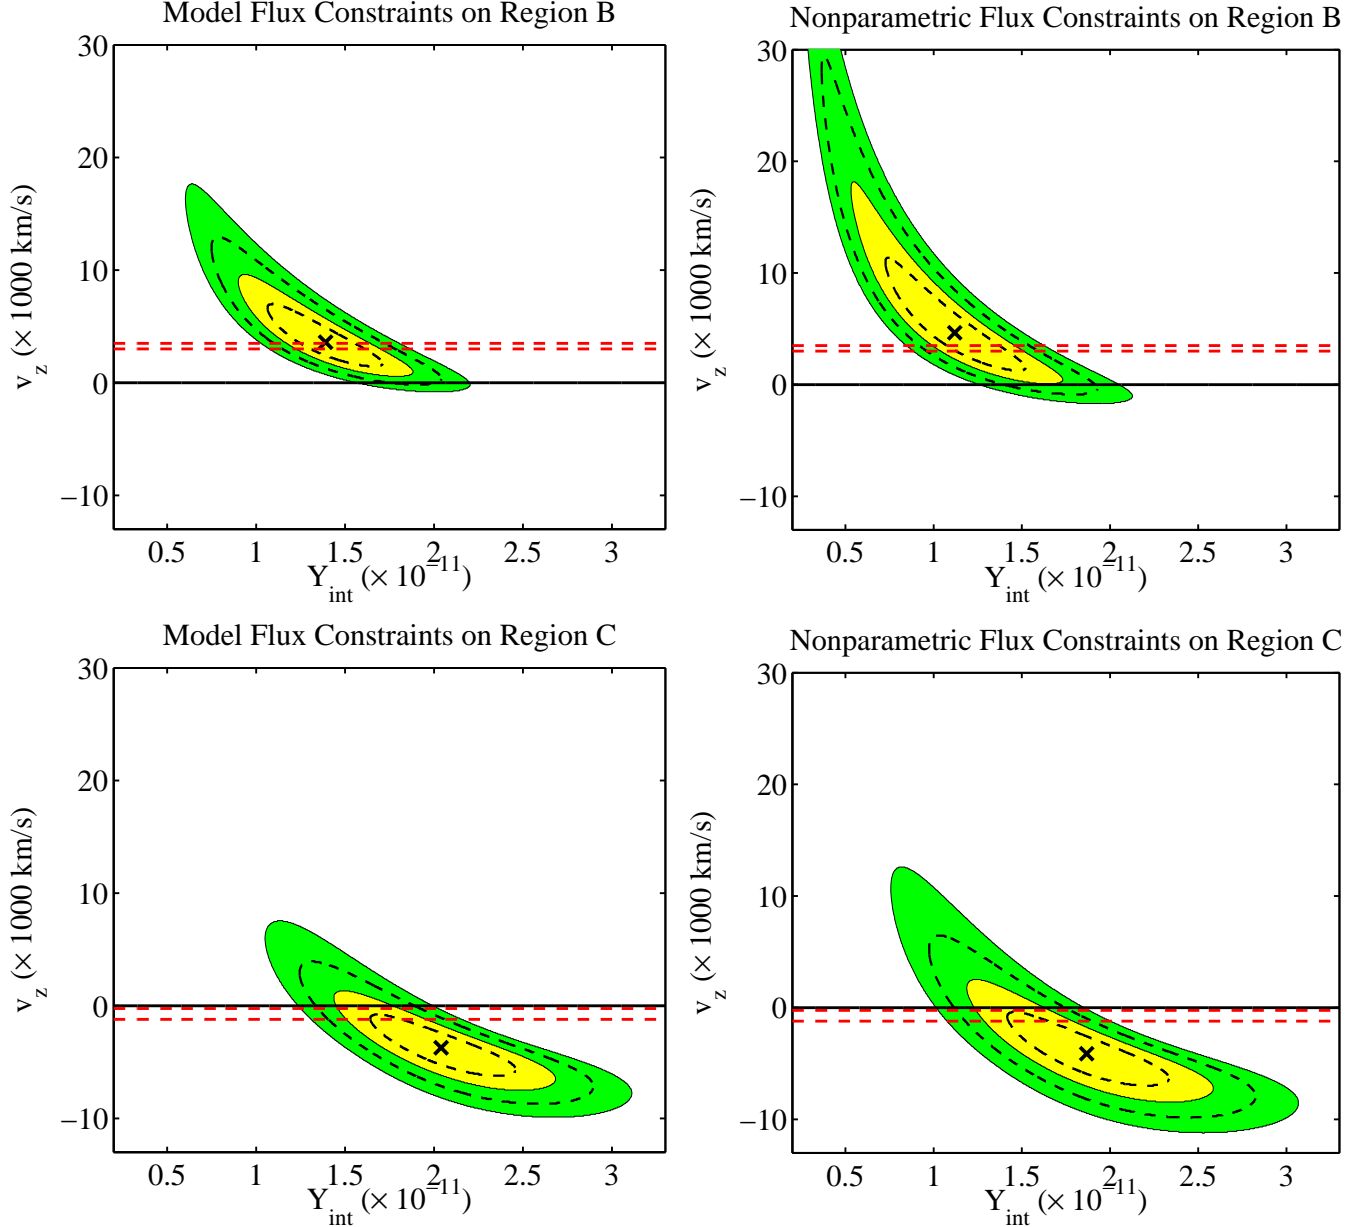 Model Flux Constraints on Region B
30
20
10
0
−10
v_z (× 1000 km/s)
0.5 1 1.5 2 2.5 3
Y_int (× 10^−11)
Nonparametric Flux Constraints on Region B
30
20
10
0
−10
v_z (× 1000 km/s)
0.5 1 1.5 2 2.5 3
Y_int (× 10^−11)
Model Flux Constraints on Region C
30
20
10
0
−10
v_z (× 1000 km/s)
0.5 1 1.5 2 2.5 3
Y_int (× 10^−11)
Nonparametric Flux Constraints on Region C
30
20
10
0
−10
v_z (× 1000 km/s)
0.5 1 1.5 2 2.5 3
Y_int (× 10^−11)